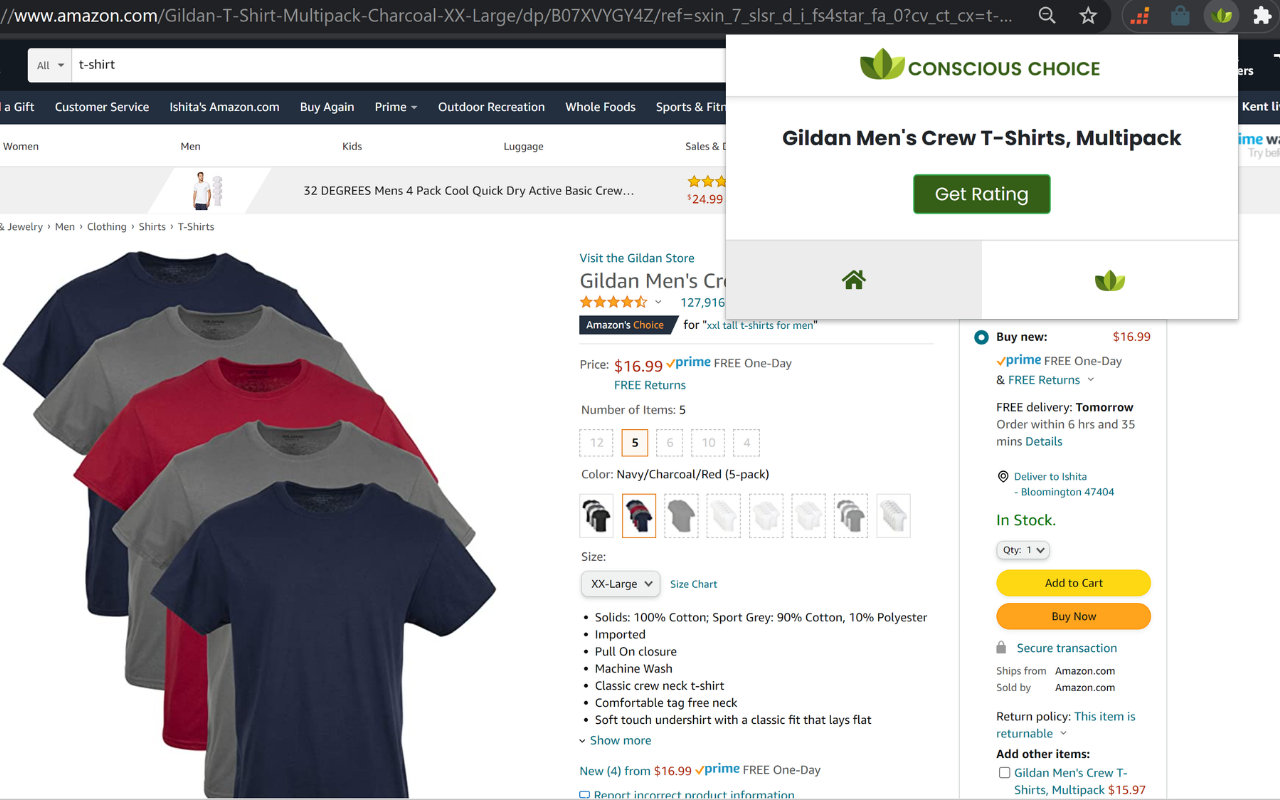 //www.amazon.com/Gildan-T-Shirt-Multipack-Charcoal-XX-Large/dp/B07XVYGY4Z/ref=sxin_7_slsr_d_i_fs4star_fa_0?cv_ct_cx=t-...
All t-shirt
ers
CONSCIOUS CHOICE
a Gift Customer Service Ishita's Amazon.com Buy Again Prime Outdoor Recreation Whole Foods Sports & Fitn
Kent li
Gildan Men's Crew T-Shirts, Multipack
Get Rating
Women Men Kids Luggage Sales & D
ime wa
Try bef
32 DEGREES Mens 4 Pack Cool Quick Dry Active Basic Crew...
$24.99
& Jewelry › Men › Clothing › Shirts › T-Shirts
Visit the Gildan Store
Gildan Men's Cr
127,916
Amazon's Choice for "xxl tall t-shirts for men"
Price: $16.99 prime FREE One-Day
FREE Returns
Number of Items: 5
12 5 6 10 4
Color: Navy/Charcoal/Red (5-pack)
Size:
XX-Large Size Chart
• Solids: 100% Cotton; Sport Grey: 90% Cotton, 10% Polyester
• Imported
• Pull On closure
• Machine Wash
• Classic crew neck t-shirt
• Comfortable tag free neck
• Soft touch undershirt with a classic fit that lays flat
Show more
New (4) from $16.99 prime FREE One-Day
Report incorrect product information
Buy new: $16.99
prime FREE One-Day
& FREE Returns
FREE delivery: Tomorrow
Order within 6 hrs and 35
mins Details
Deliver to Ishita
- Bloomington 47404
In Stock.
Qty: 1
Add to Cart
Buy Now
Secure transaction
Ships from Amazon.com
Sold by Amazon.com
Return policy: This item is
returnable
Add other items:
Gildan Men's Crew T-
Shirts, Multipack $15.97